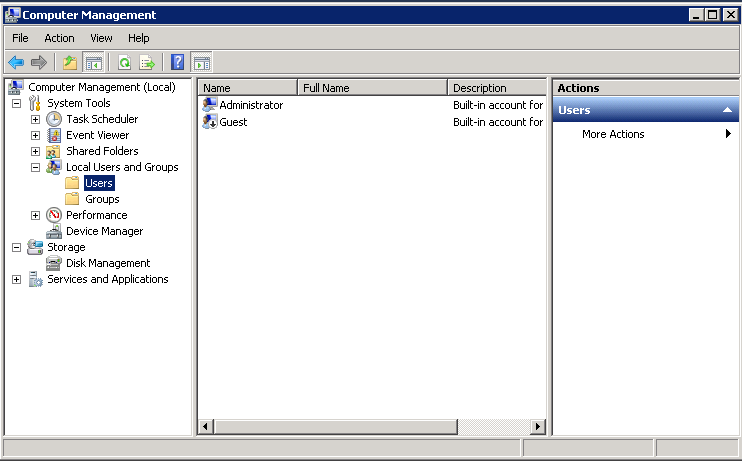 Computer Management
File Action View Help
Computer Management (Local)
System Tools
Task Scheduler
Event Viewer
Shared Folders
Local Users and Groups
Users
Groups
Performance
Device Manager
Storage
Disk Management
Services and Applications
Name Full Name Description
Administrator Built-in account for
Guest Built-in account for
Actions
Users
More Actions